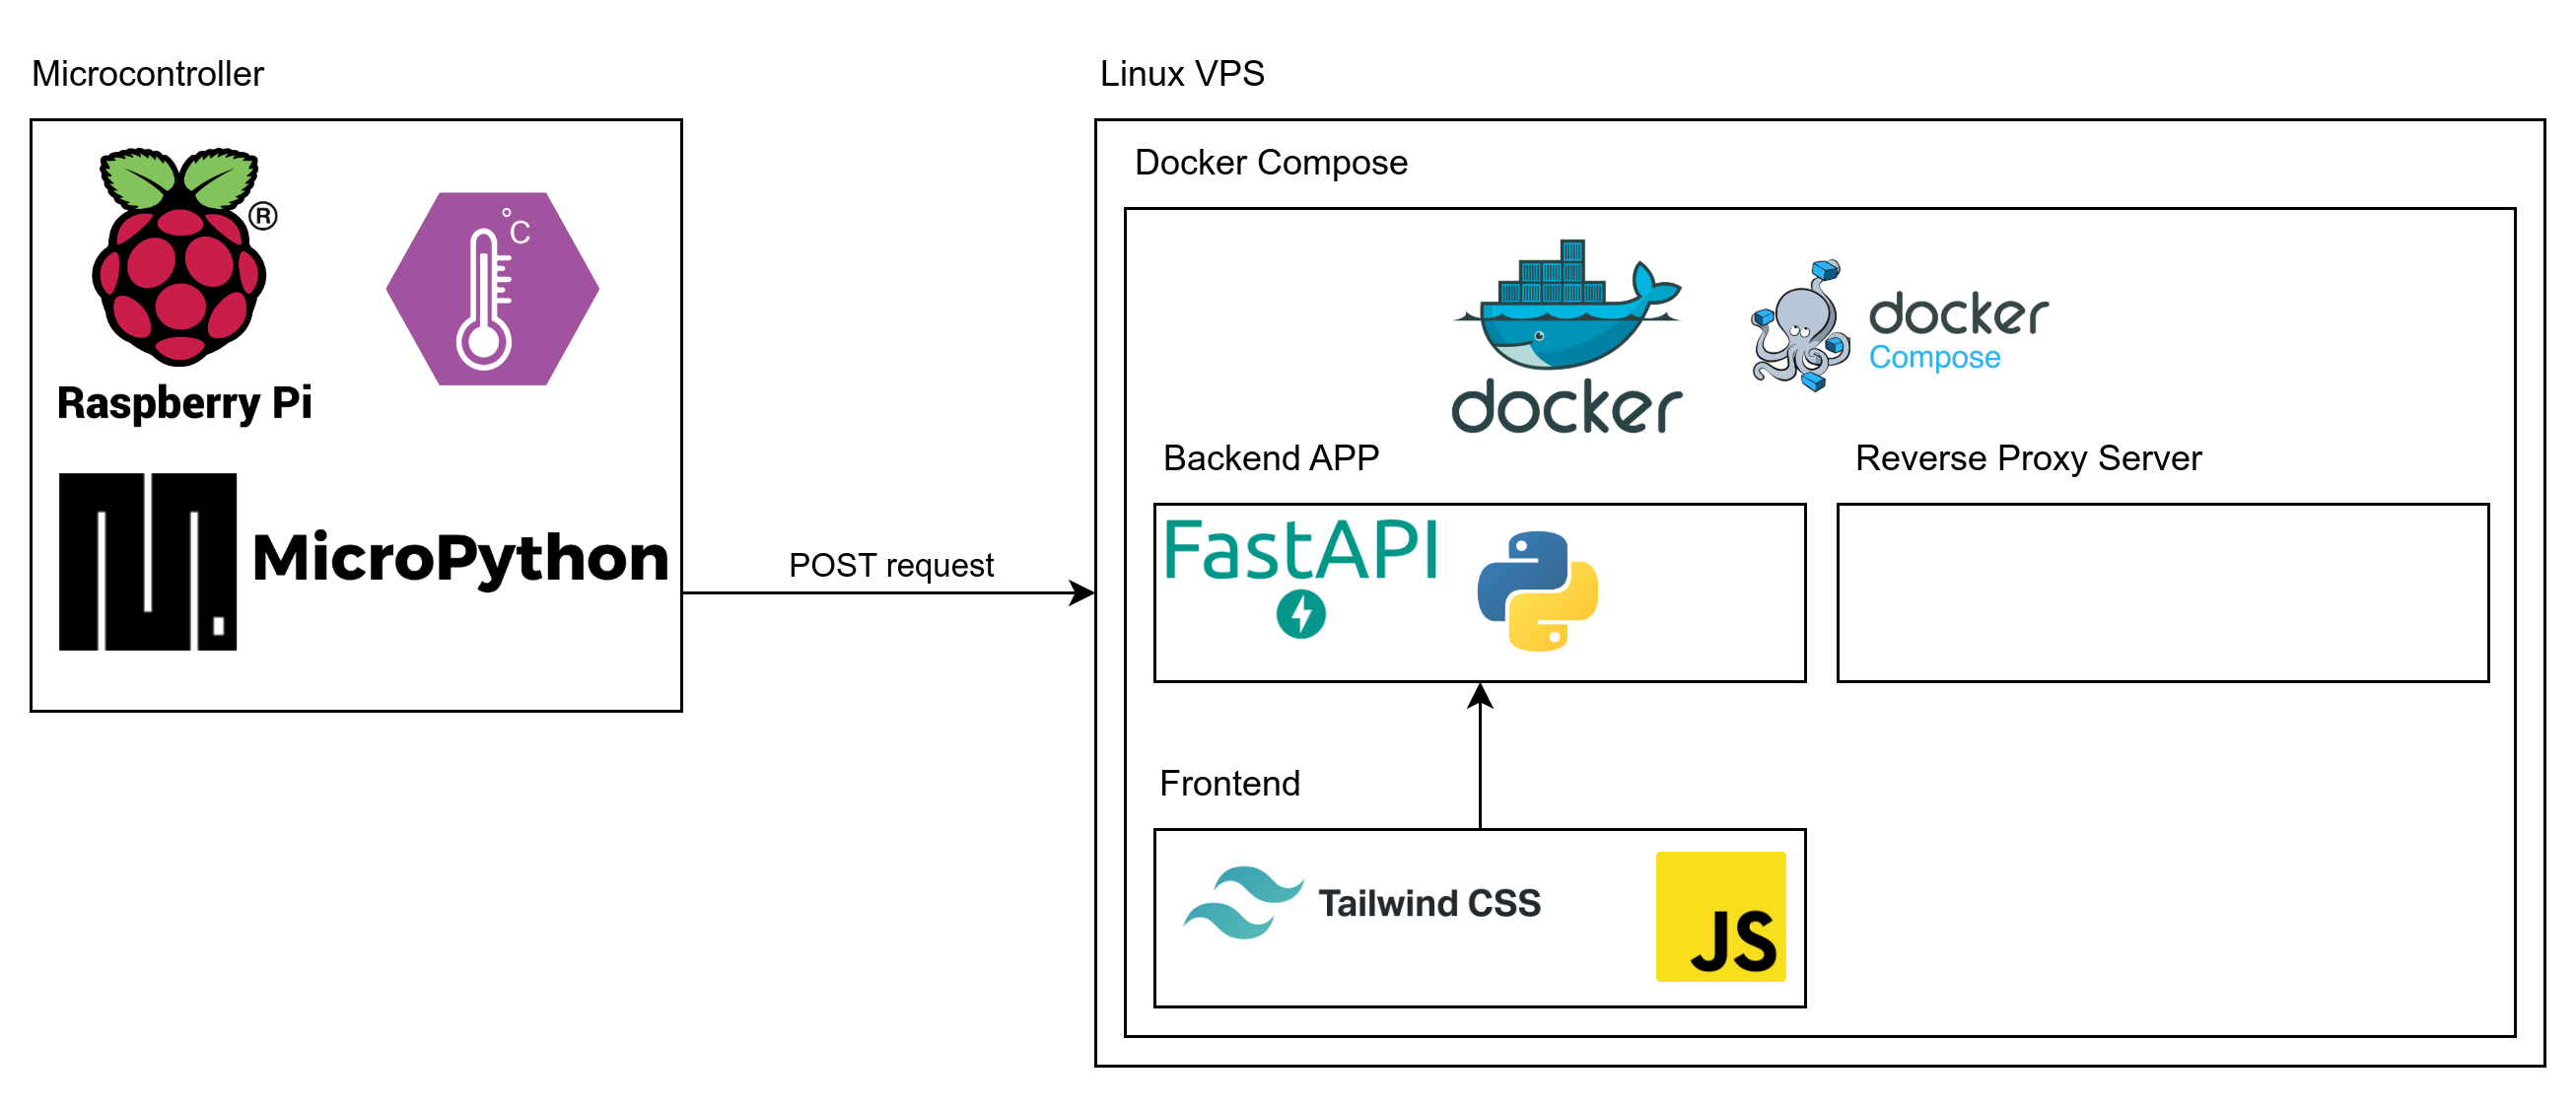 Microcontroller
Linux VPS
Docker Compose
®
°C
Raspberry Pi
docker
docker
Compose
MicroPython
POST request
Backend APP
Reverse Proxy Server
FastAPI
Frontend
Tailwind CSS
JS